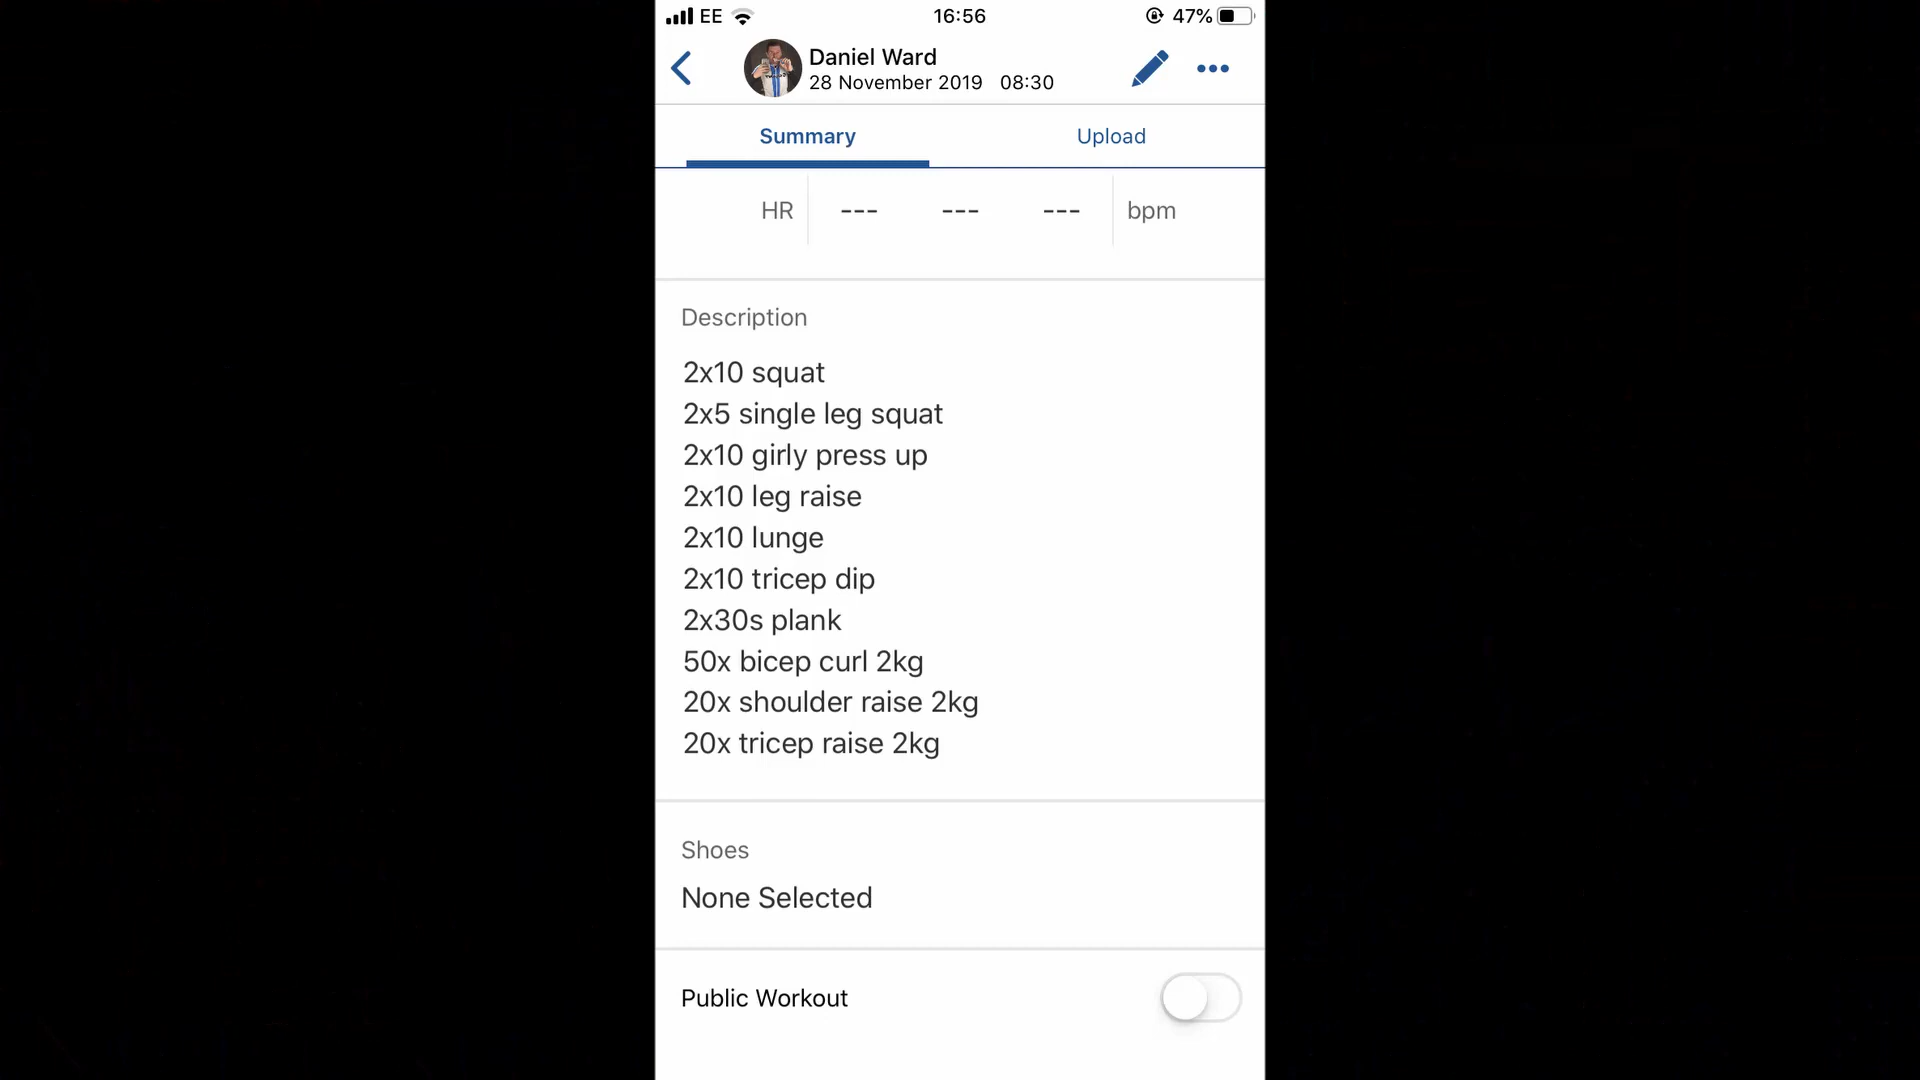 EE 16:56 47%
Daniel Ward
28 November 2019 08:30
Summary Upload
HR --- --- --- bpm
Description
2x10 squat
2x5 single leg squat
2x10 girly press up
2x10 leg raise
2x10 lunge
2x10 tricep dip
2x30s plank
50x bicep curl 2kg
20x shoulder raise 2kg
20x tricep raise 2kg
Shoes
None Selected
Public Workout